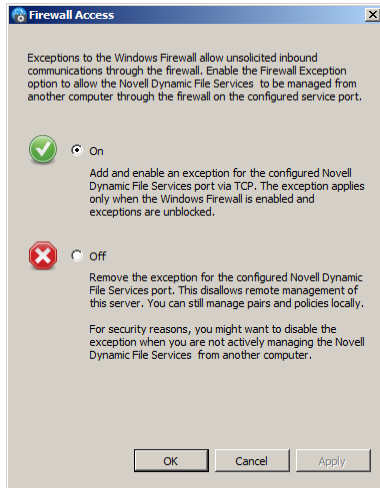 Firewall Access
Exceptions to the Windows Firewall allow unsolicited inbound
communications through the firewall. Enable the Firewall Exception
option to allow the Novell Dynamic File Services  to be managed from
another computer through the firewall on the configured service port.
On
Add and enable an exception for the configured Novell
Dynamic File Services port via TCP. The exception applies
only when the Windows Firewall is enabled and
exceptions are unblocked.
Off
Remove the exception for the configured Novell Dynamic
File Services port. This disallows remote management of
this server. You can still manage pairs and policies locally.
For security reasons, you might want to disable the
exception when you are not actively managing the Novell
Dynamic File Services  from another computer.
OK Cancel Apply